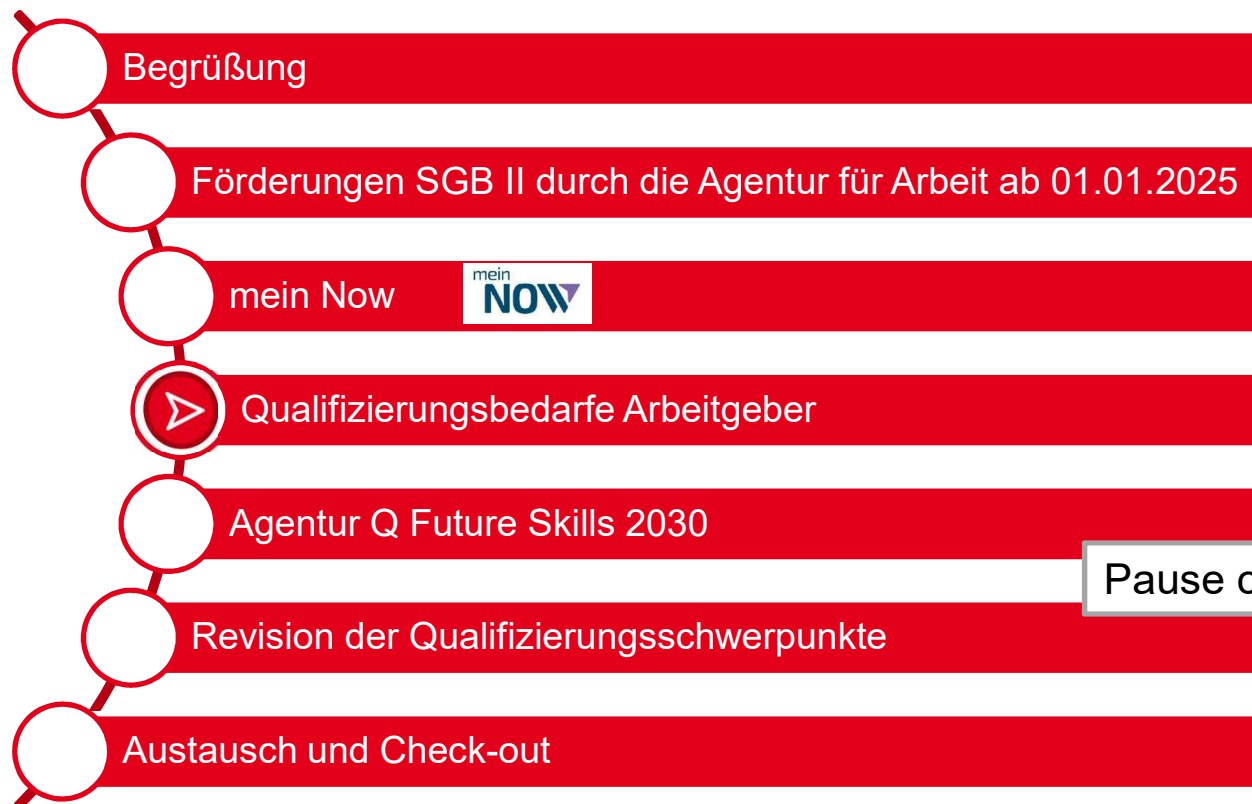 Begrüßung
Förderungen SGB II durch die Agentur für Arbeit ab 01.01.2025
mein Now
mein
NOW
Qualifizierungsbedarfe Arbeitgeber
Agentur Q Future Skills 2030
Pause
Revision der Qualifizierungsschwerpunkte
Austausch und Check-out